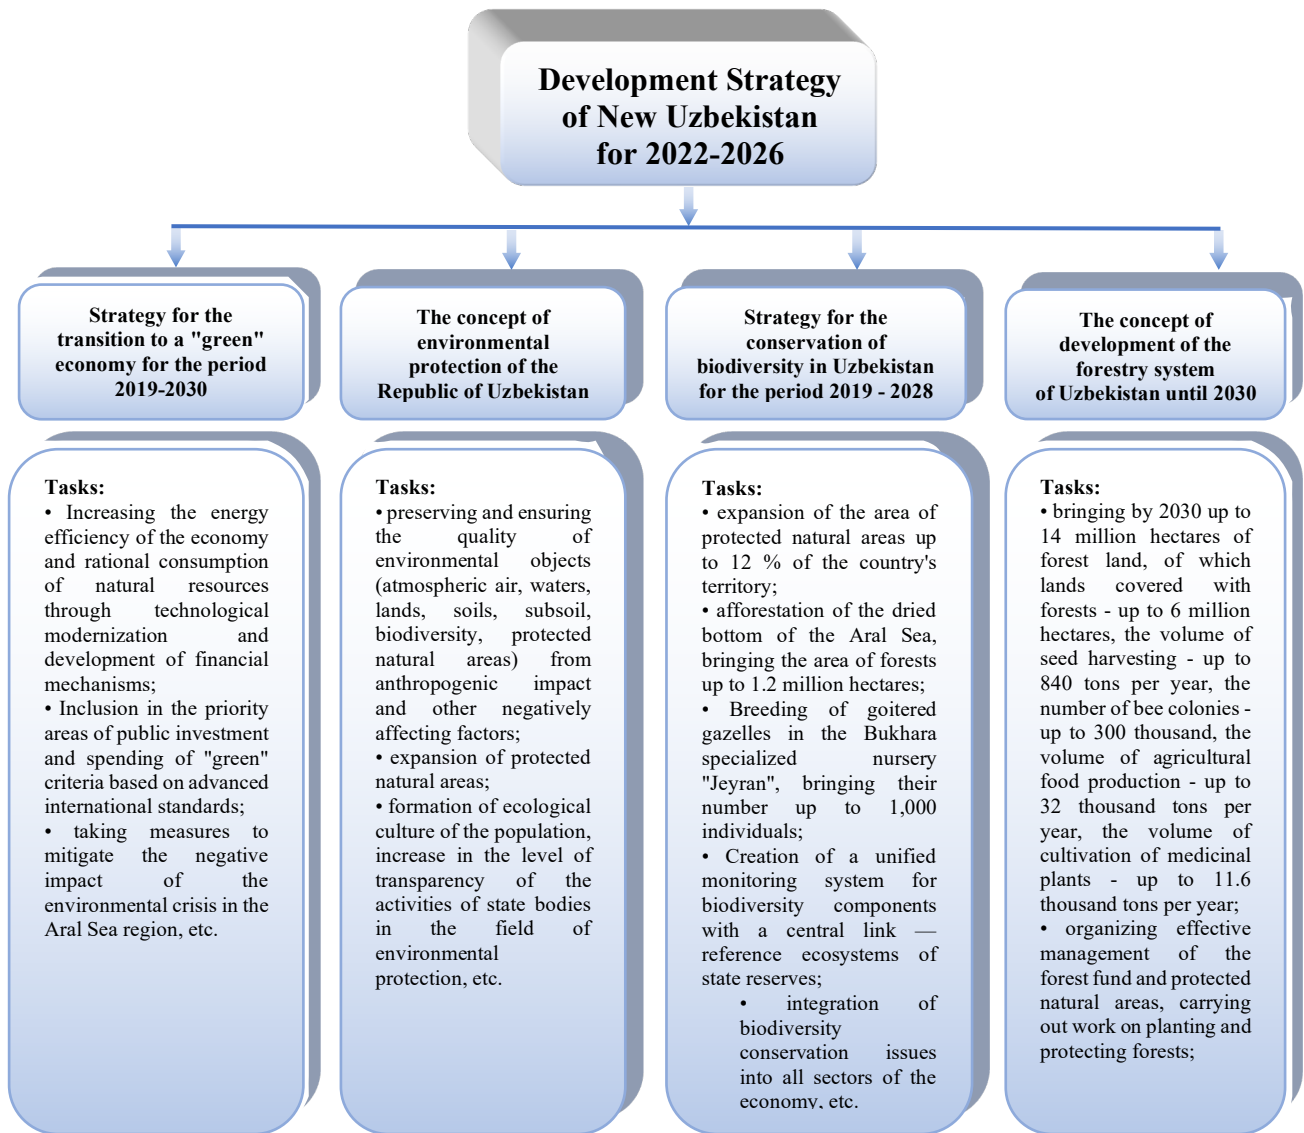 Development Strategy
of New Uzbekistan
for 2022-2026
Strategy for the
transition to a "green"
economy for the period
2019-2030
The concept of
environmental
protection of the
Republic of Uzbekistan
Strategy for the
conservation of
biodiversity in Uzbekistan
for the period 2019 - 2028
The concept of
development of the
forestry system
of Uzbekistan until 2030
Tasks:
• Increasing the energy
efficiency of the economy
and rational consumption
of natural resources
through technological
modernization and
development of financial
mechanisms;
• Inclusion in the priority
areas of public investment
and spending of "green"
criteria based on advanced
international standards;
• taking measures to
mitigate the negative
impact of the
environmental crisis in the
Aral Sea region, etc.
Tasks:
• preserving and ensuring
the quality of
environmental objects
(atmospheric air, waters,
lands, soils, subsoil,
biodiversity, protected
natural areas) from
anthropogenic impact
and other negatively
affecting factors;
• expansion of protected
natural areas;
• formation of ecological
culture of the population,
increase in the level of
transparency of the
activities of state bodies
in the field of
environmental
protection, etc.
Tasks:
• expansion of the area of
protected natural areas up
to 12 % of the country's
territory;
• afforestation of the dried
bottom of the Aral Sea,
bringing the area of forests
up to 1.2 million hectares;
• Breeding of goitered
gazelles in the Bukhara
specialized nursery
"Jeyran", bringing their
number up to 1,000
individuals;
• Creation of a unified
monitoring system for
biodiversity components
with a central link —
reference ecosystems of
state reserves;
• integration of
biodiversity
conservation issues
into all sectors of the
economy, etc.
Tasks:
• bringing by 2030 up to
14 million hectares of
forest land, of which
lands covered with
forests - up to 6 million
hectares, the volume of
seed harvesting - up to
840 tons per year, the
number of bee colonies -
up to 300 thousand, the
volume of agricultural
food production - up to
32 thousand tons per
year, the volume of
cultivation of medicinal
plants - up to 11.6
thousand tons per year;
• organizing effective
management of the
forest fund and protected
natural areas, carrying
out work on planting and
protecting forests;